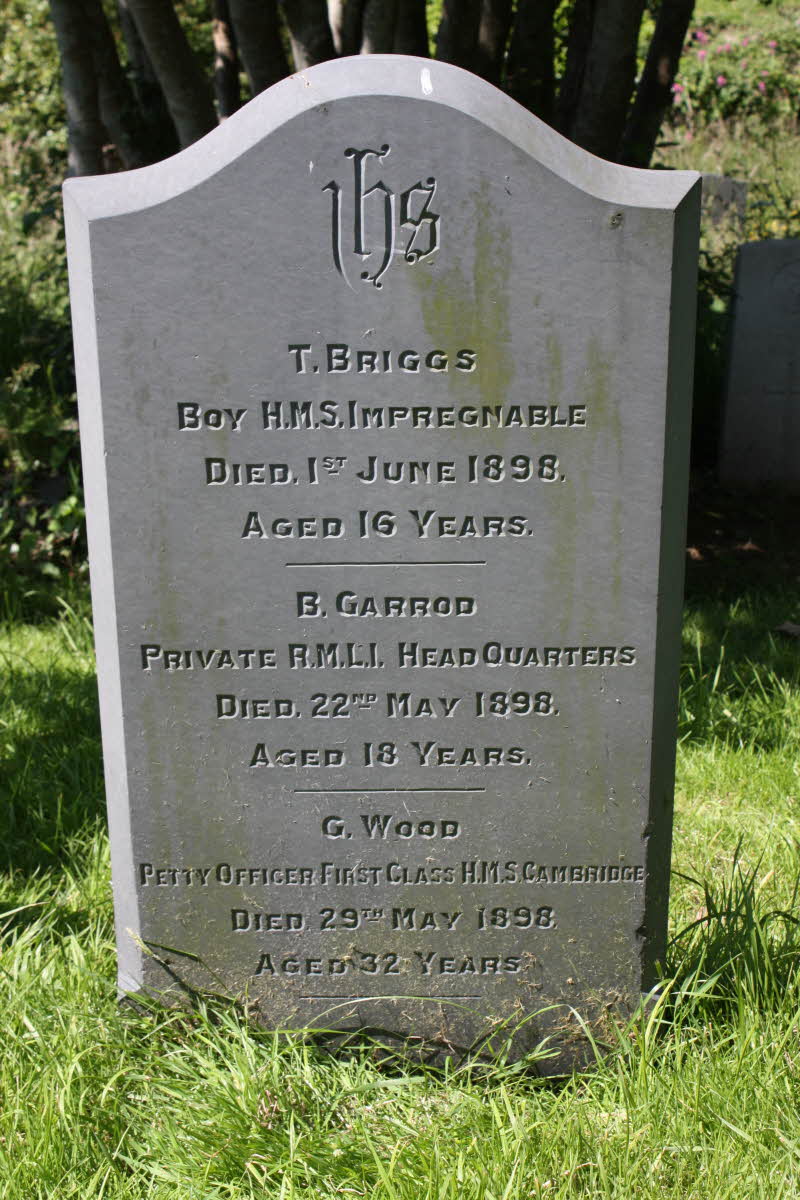 ihs
T. BRIGGS
BOY H.M.S. IMPREGNABLE
DIED. 1ST JUNE 1898.
AGED 16 YEARS.
B. GARROD
PRIVATE R.M.L.I. HEAD QUARTERS
DIED. 22ND MAY 1898.
AGED 18 YEARS.
G. WOOD
PETTY OFFICER FIRST CLASS H.M.S. CAMBRIDGE
DIED 29TH MAY 1898.
AGED 32 YEARS